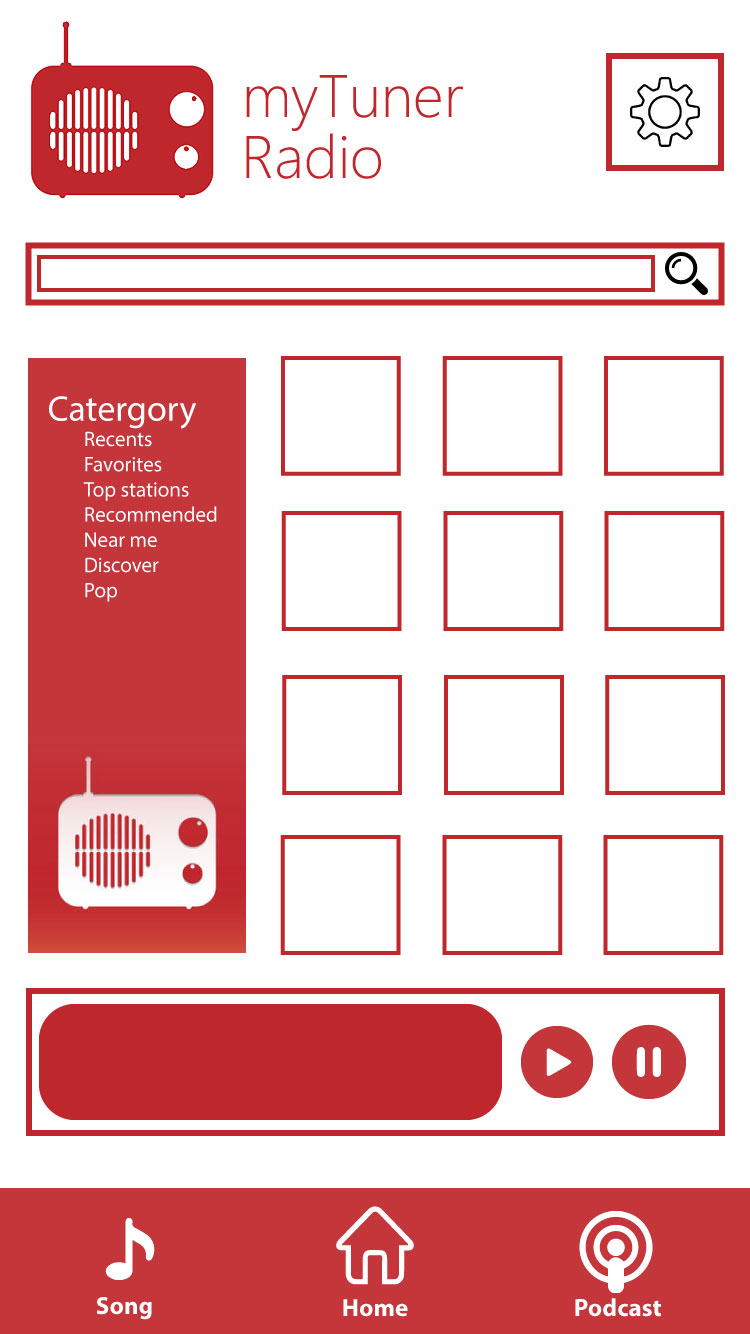 myTuner
Radio
Catergory
Recents
Favorites
Top stations
Recommended
Near me
Discover
Pop
Song
Home
Podcast